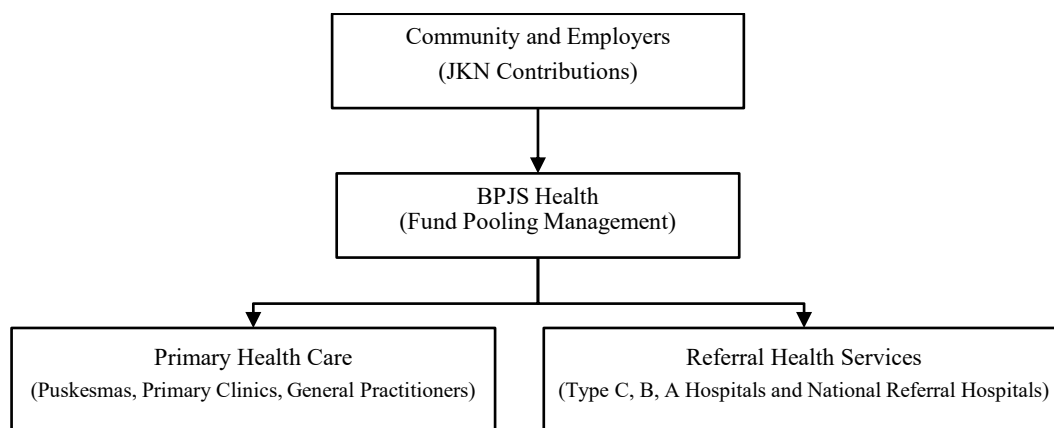 Community and Employers
(JKN Contributions)
BPJS Health
(Fund Pooling Management)
Primary Health Care
(Puskesmas, Primary Clinics, General Practitioners)
Referral Health Services
(Type C, B, A Hospitals and National Referral Hospitals)